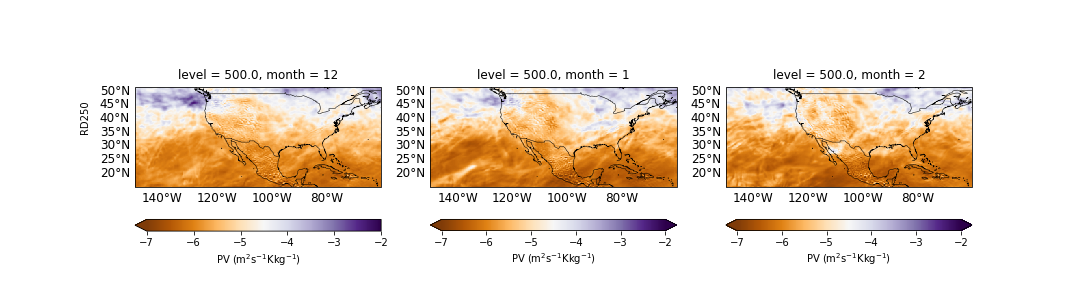 level = 500.0, month = 12
level = 500.0, month = 1
level = 500.0, month = 2
RD250
50°N
45°N
40°N
35°N
30°N
25°N
20°N
140°W 120°W 100°W 80°W
50°N
45°N
40°N
35°N
30°N
25°N
20°N
140°W 120°W 100°W 80°W
50°N
45°N
40°N
35°N
30°N
25°N
20°N
140°W 120°W 100°W 80°W
−7 −6 −5 −4 −3 −2
PV (m²s⁻¹Kkg⁻¹)
−7 −6 −5 −4 −3 −2
PV (m²s⁻¹Kkg⁻¹)
−7 −6 −5 −4 −3 −2
PV (m²s⁻¹Kkg⁻¹)